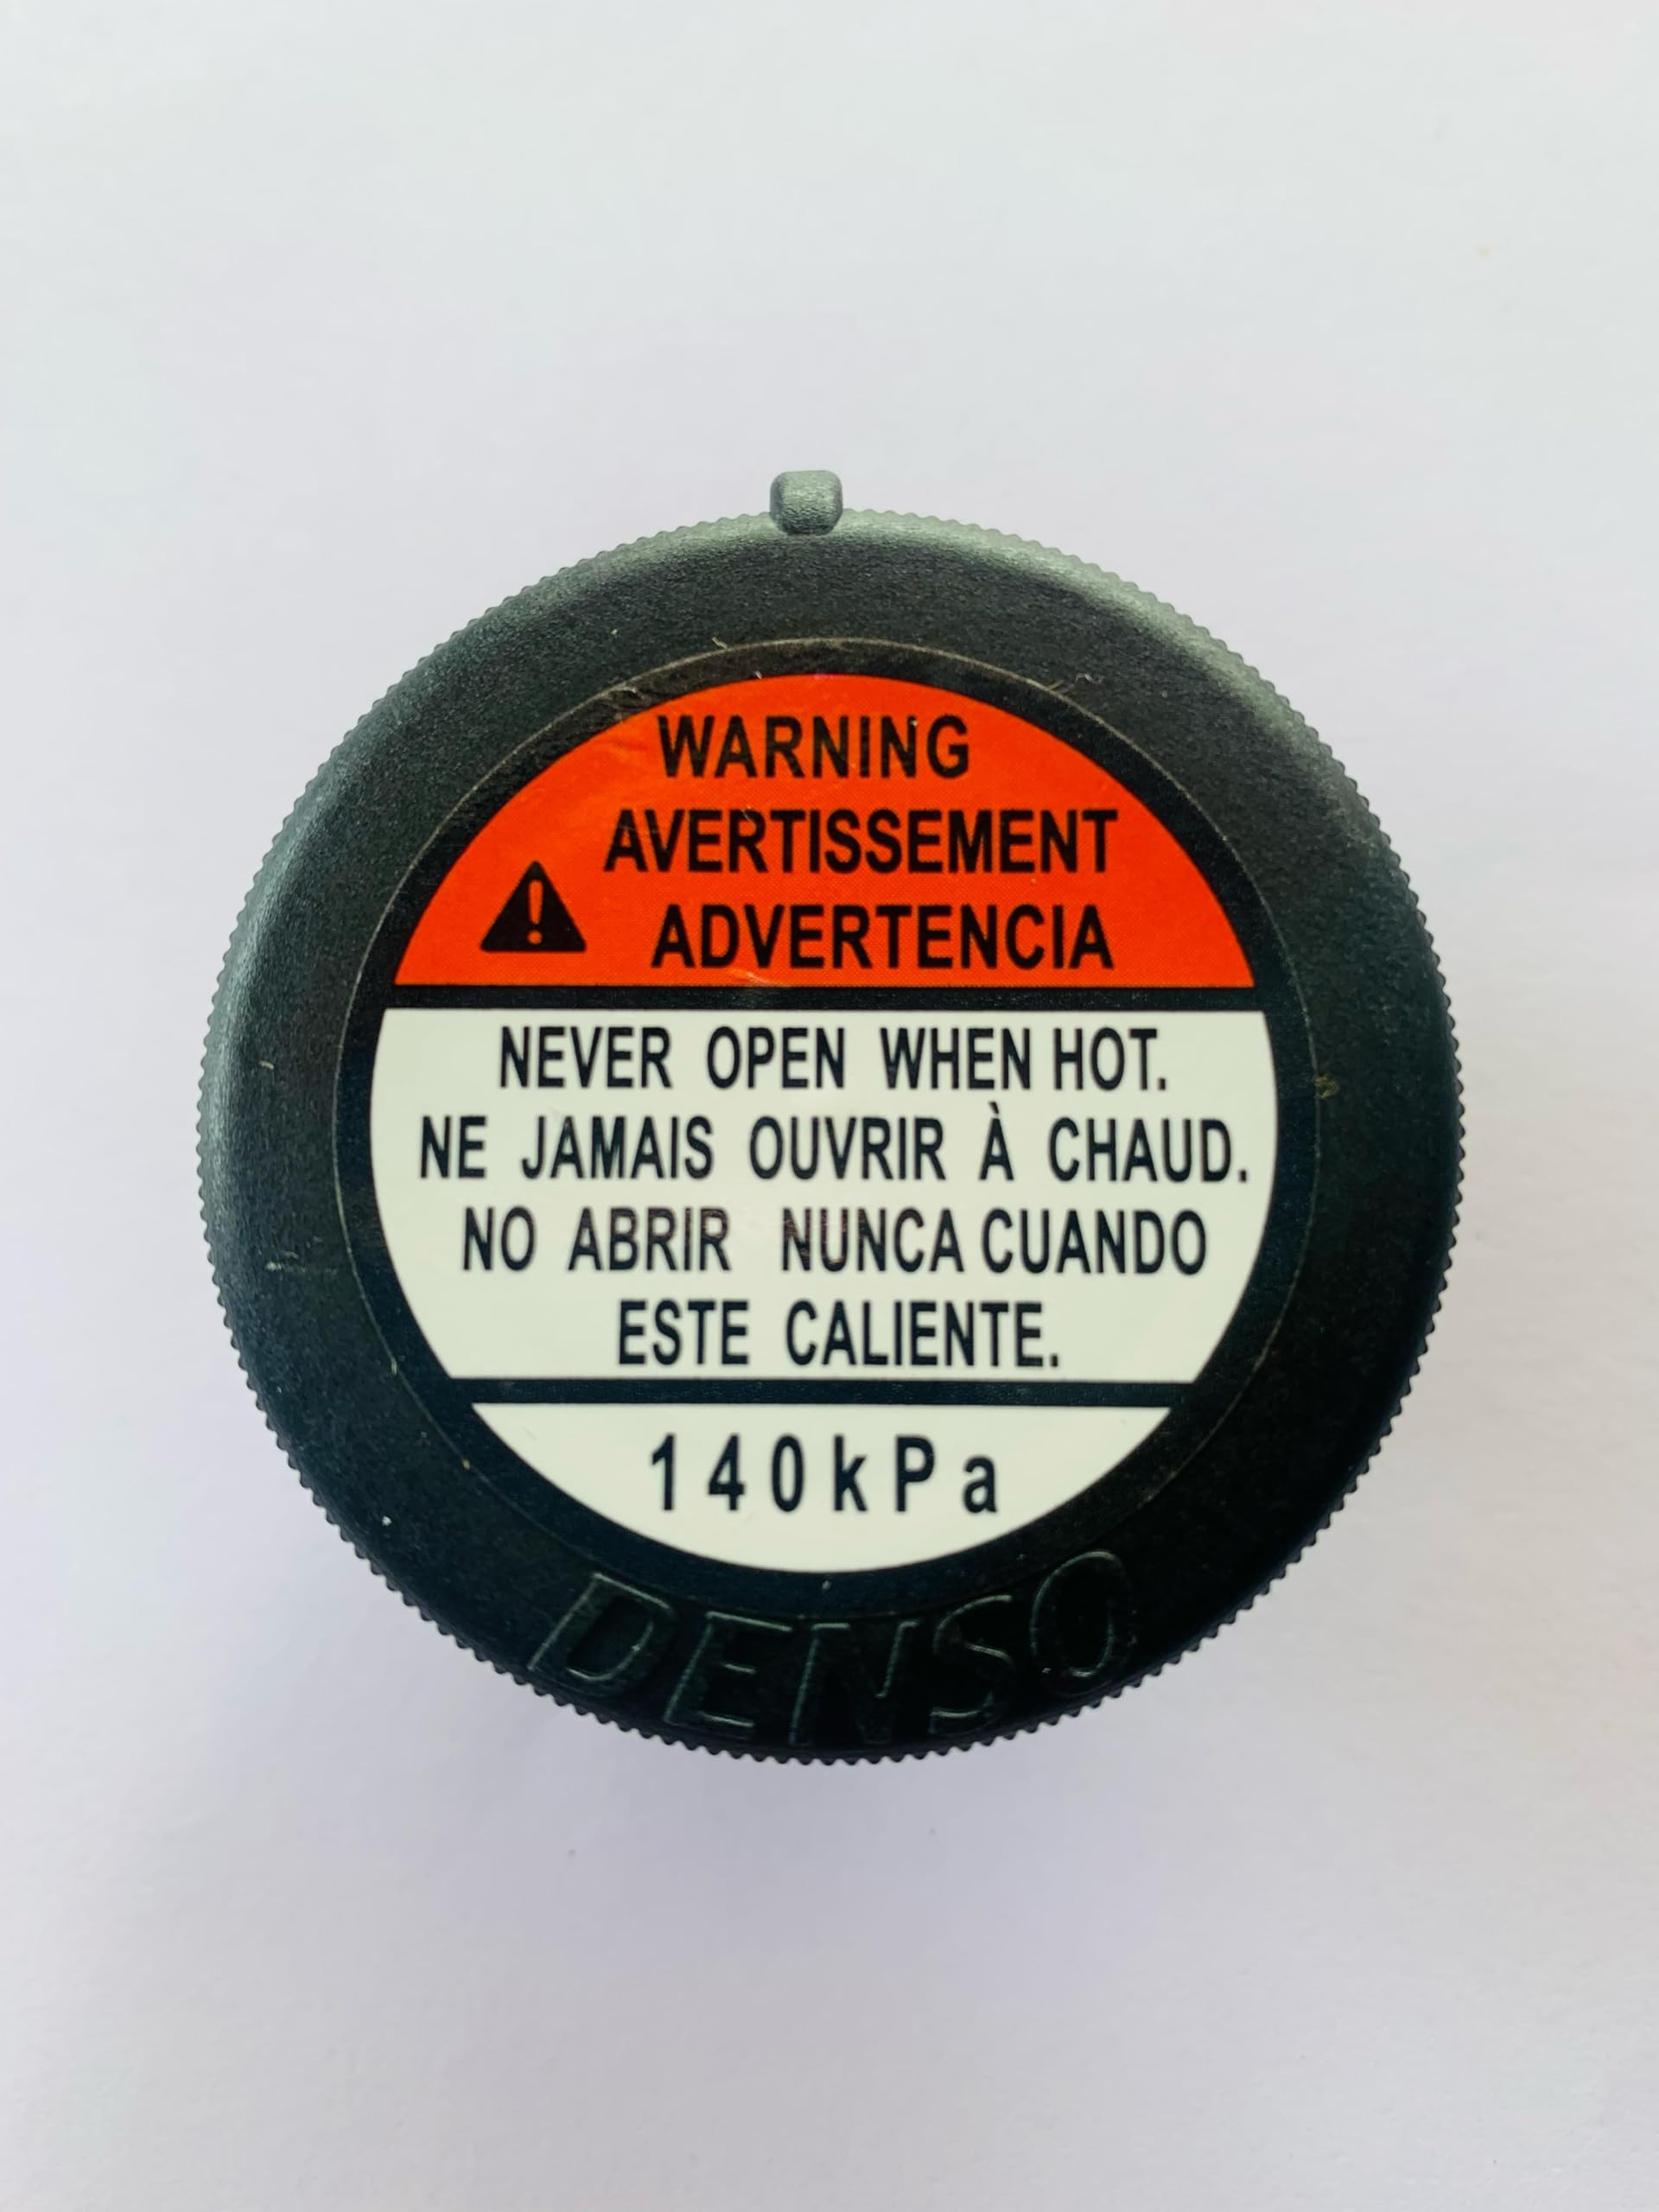 WARNING
AVERTISSEMENT
ADVERTENCIA
NEVER OPEN WHEN HOT.
NE JAMAIS OUVRIR À CHAUD.
NO ABRIR NUNCA CUANDO
ESTE CALIENTE.
140kPa
DENSO